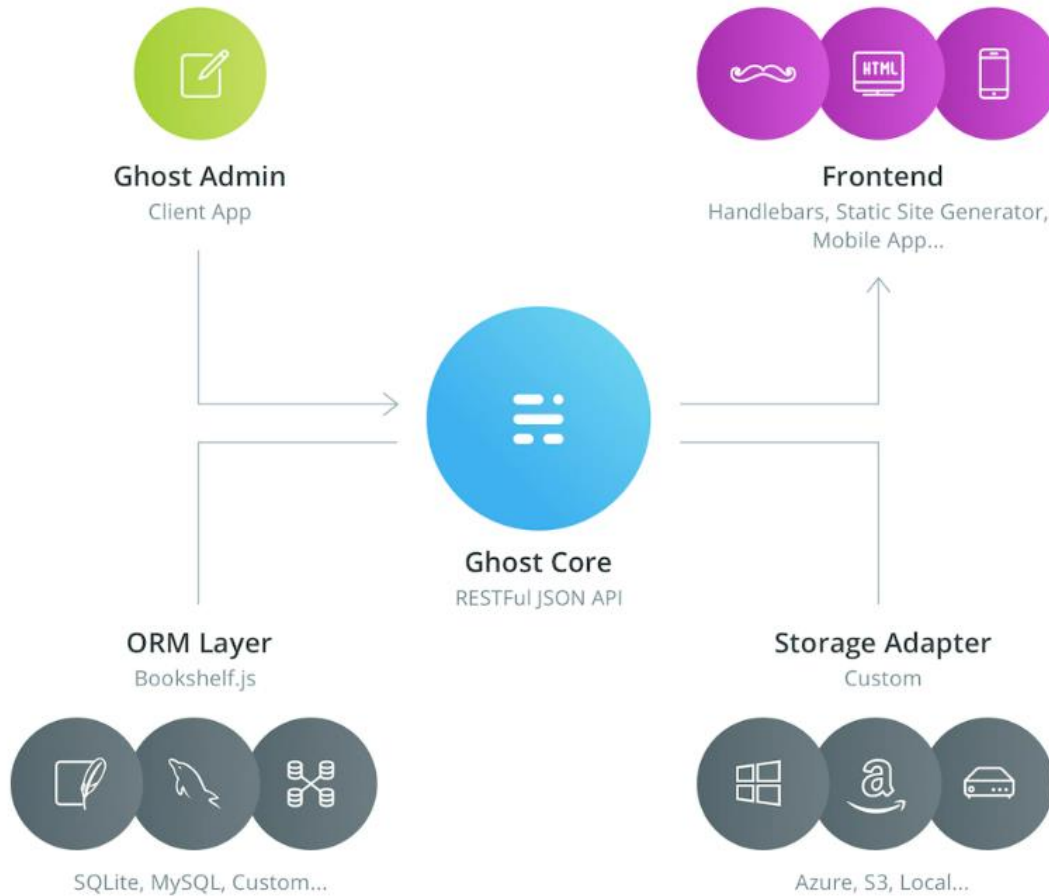 Ghost Admin
Client App
HTML
Frontend
Handlebars, Static Site Generator,
Mobile App...
Ghost Core
RESTFul JSON API
ORM Layer
Bookshelf.js
SQLite, MySQL, Custom...
Storage Adapter
Custom
a
Azure, S3, Local...